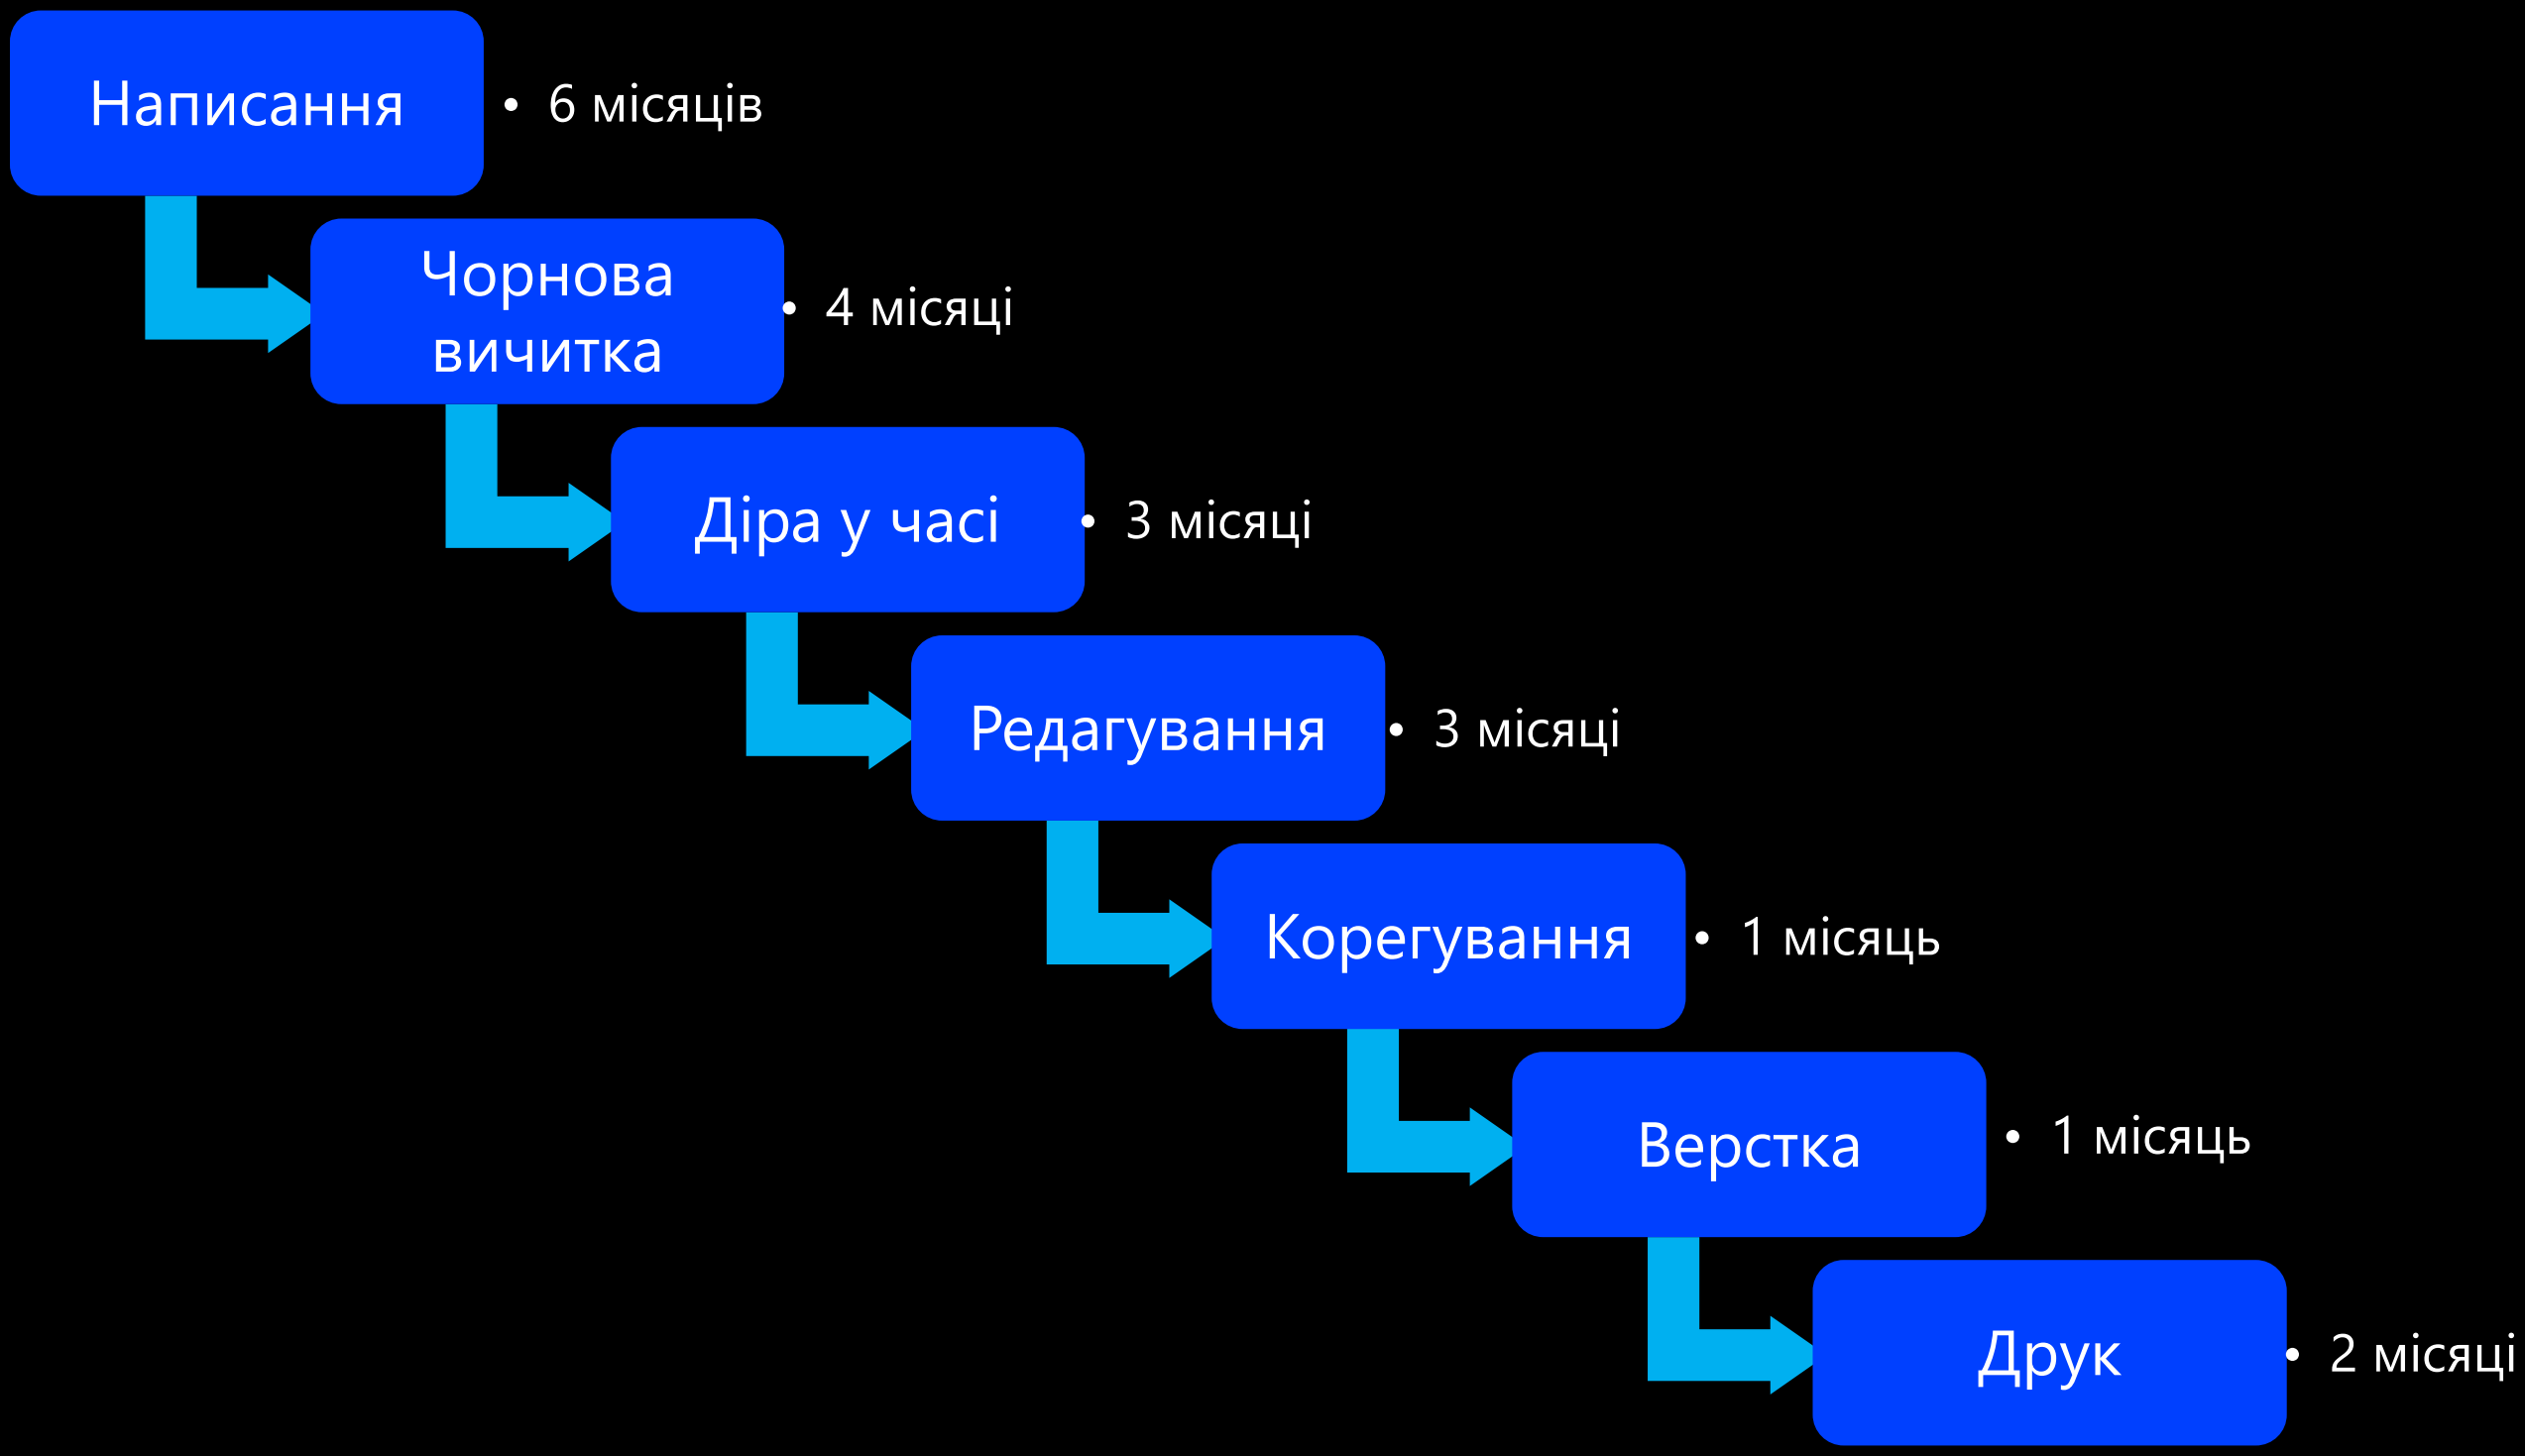 Написання
• 6 місяців
Чорнова
вичитка
• 4 місяці
Діра у часі
• 3 місяці
Редагування
• 3 місяці
Корегування
• 1 місяць
Верстка
• 1 місяць
Друк
• 2 місяці